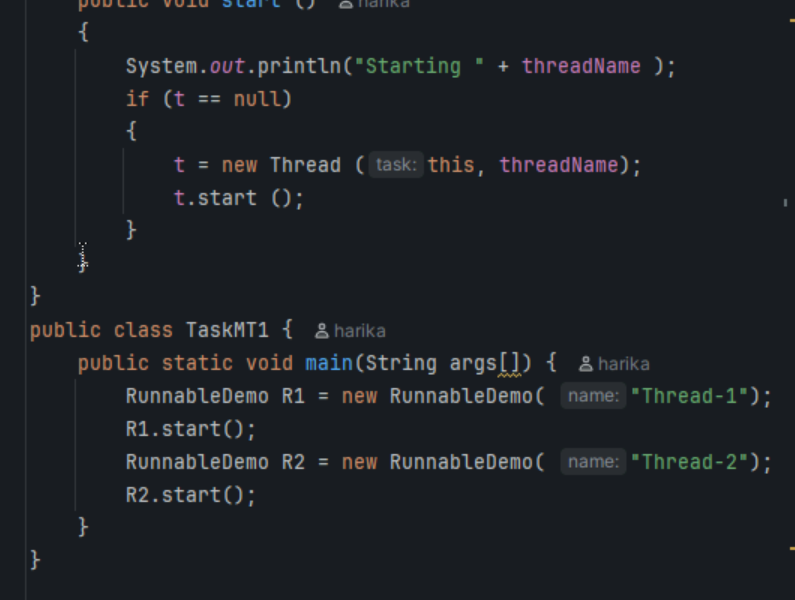 public void start () harika
{
System.out.println("Starting " + threadName );
if (t == null)
{
t = new Thread ( task: this, threadName);
t.start ();
}
}
}
public class TaskMT1 { harika
public static void main(String args[]) { harika
RunnableDemo R1 = new RunnableDemo( name: "Thread-1");
R1.start();
RunnableDemo R2 = new RunnableDemo( name: "Thread-2");
R2.start();
}
}